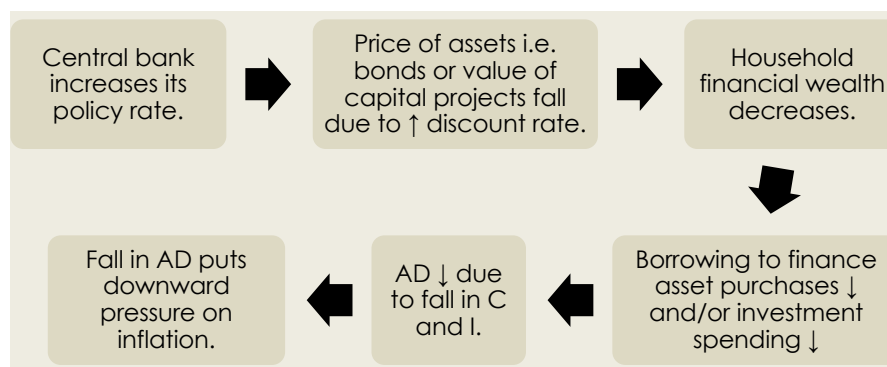 Central bank
increases its
policy rate.
Price of assets i.e.
bonds or value of
capital projects fall
due to ↑ discount rate.
Household
financial wealth
decreases.
Borrowing to finance
asset purchases ↓
and/or investment
spending ↓
AD ↓ due
to fall in C
and I.
Fall in AD puts
downward
pressure on
inflation.